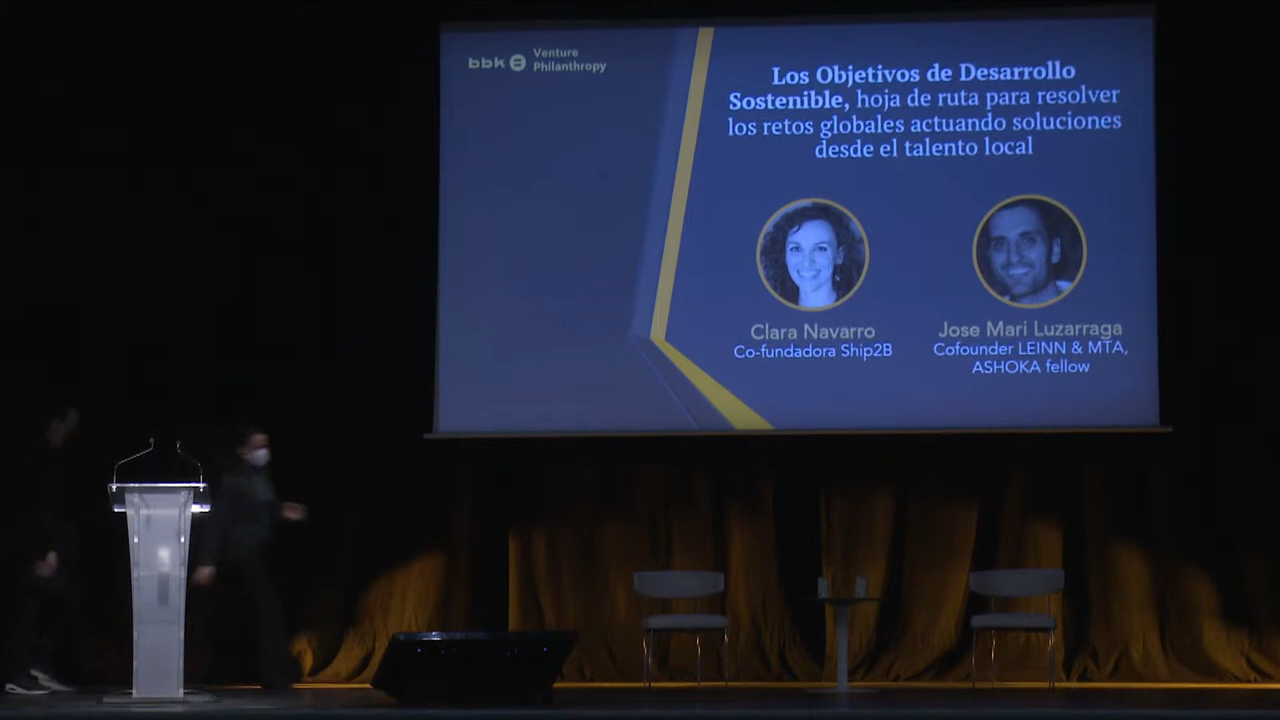 bbk Venture
Philanthropy
Los Objetivos de Desarrollo
Sostenible, hoja de ruta para resolver
los retos globales actuando soluciones
desde el talento local
Clara Navarro
Co-fundadora Ship2B
Jose Mari Luzarraga
Cofounder LEINN & MTA,
ASHOKA fellow